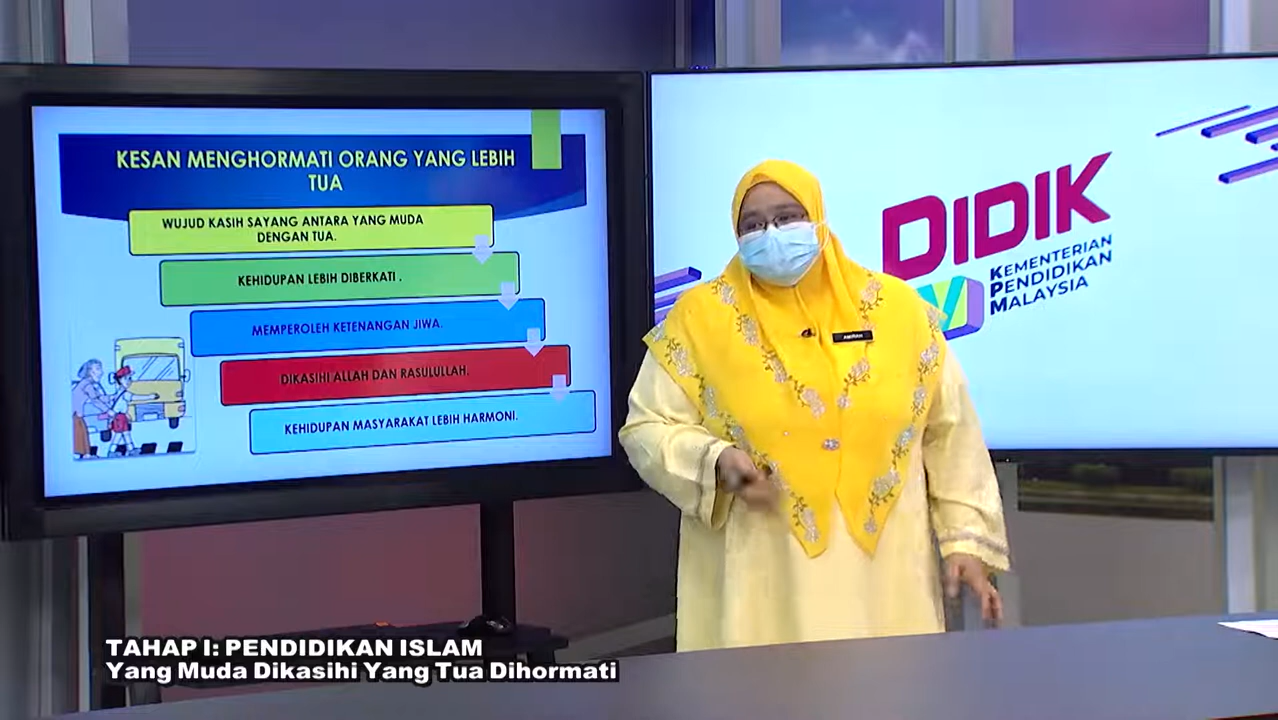 KESAN MENGHORMATI ORANG YANG LEBIH
TUA
WUJUD KASIH SAYANG ANTARA YANG MUDA
DENGAN TUA.
KEHIDUPAN LEBIH DIBERKATI .
MEMPEROLEH KETENANGAN JIWA.
DIKASIHI ALLAH DAN RASULULLAH.
KEHIDUPAN MASYARAKAT LEBIH HARMONI.
DIDIK
KEMENTERIAN
PENDIDIKAN
MALAYSIA
AMIRAH
TAHAP I: PENDIDIKAN ISLAM
Yang Muda Dikasihi Yang Tua Dihormati